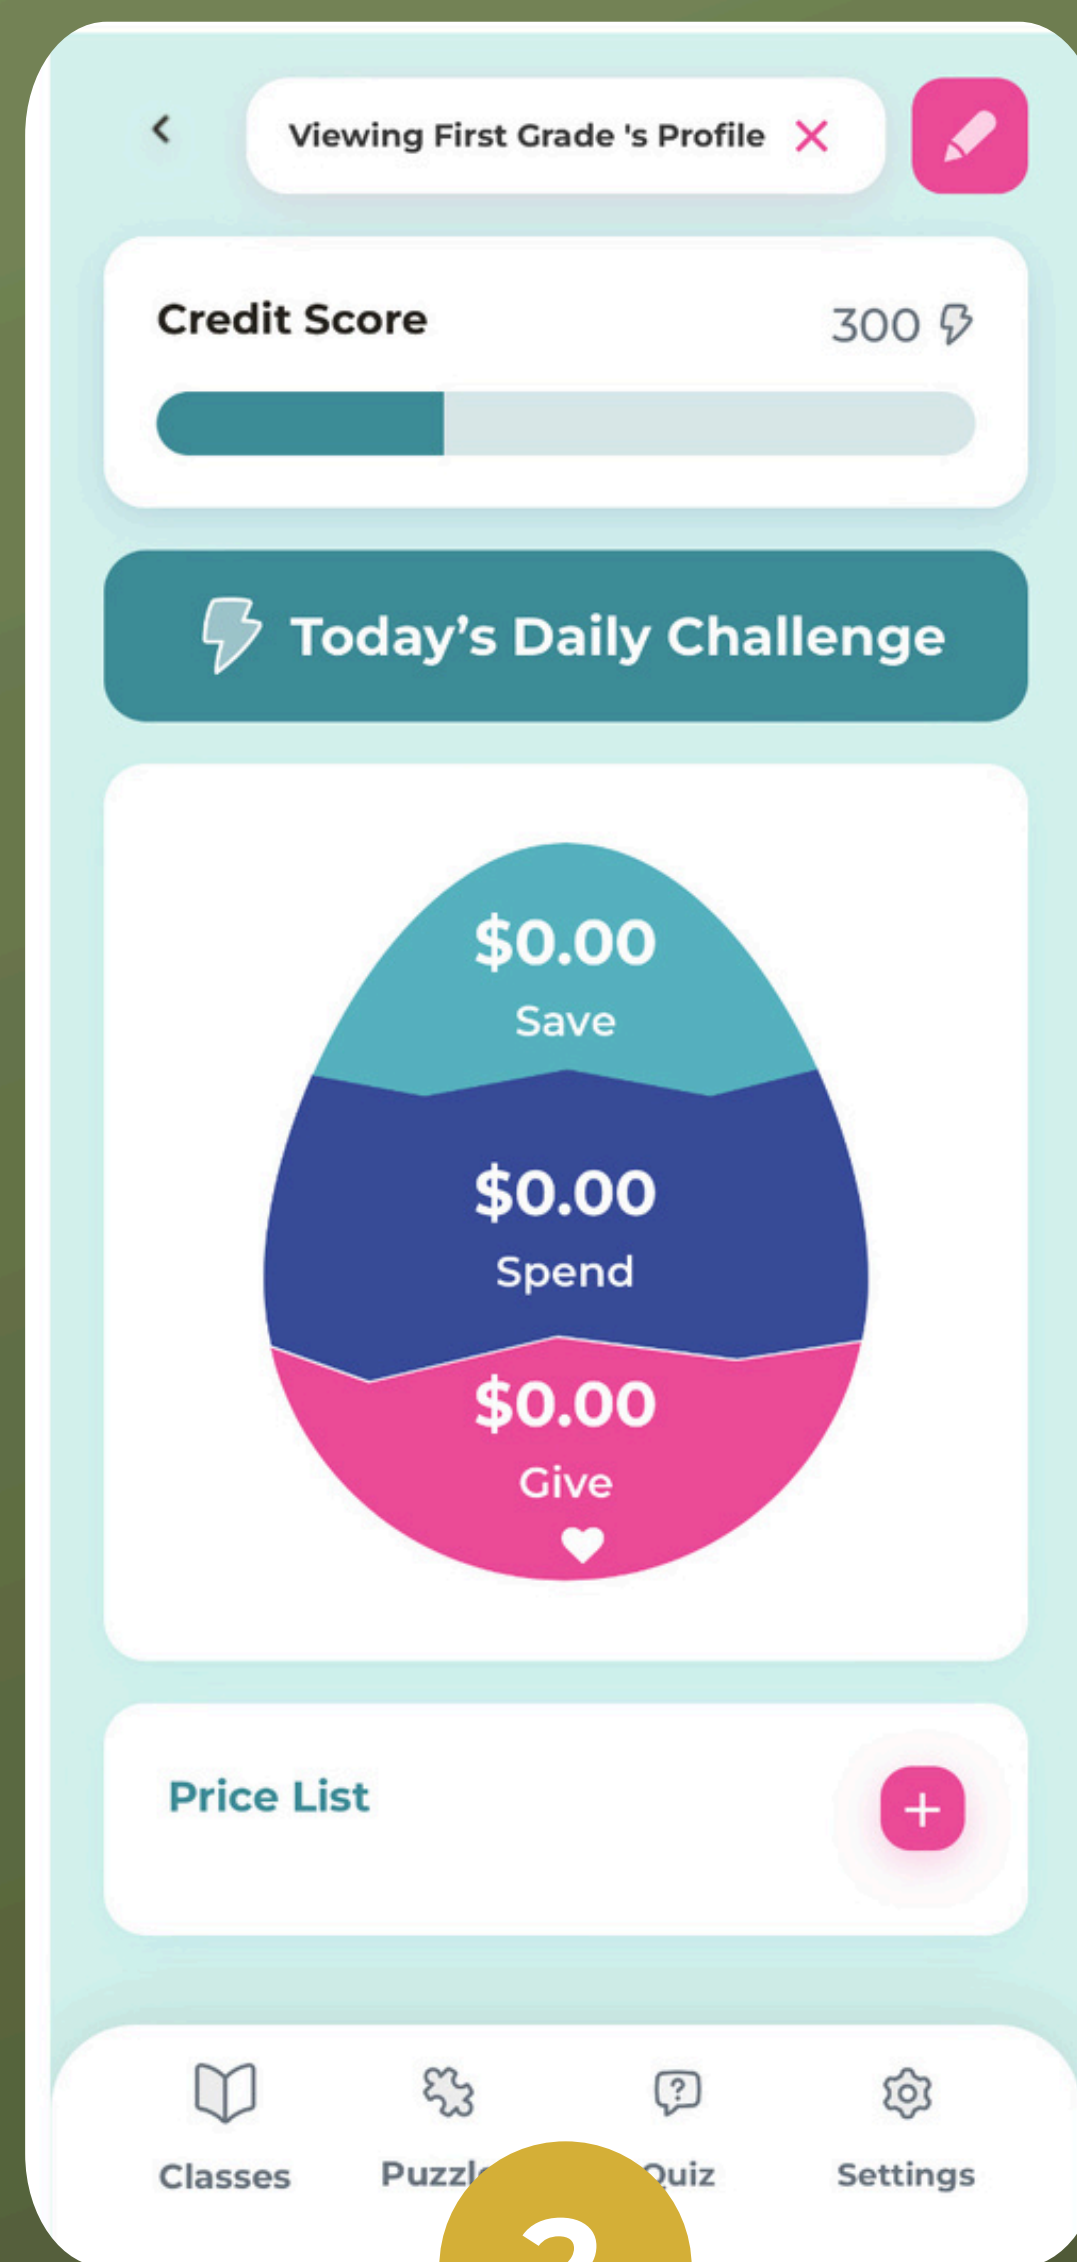 Viewing First Grade 's Profile
Credit Score
300
Today's Daily Challenge
$0.00
Save
$0.00
Spend
$0.00
Give
Price List
Classes
Quiz
Settings